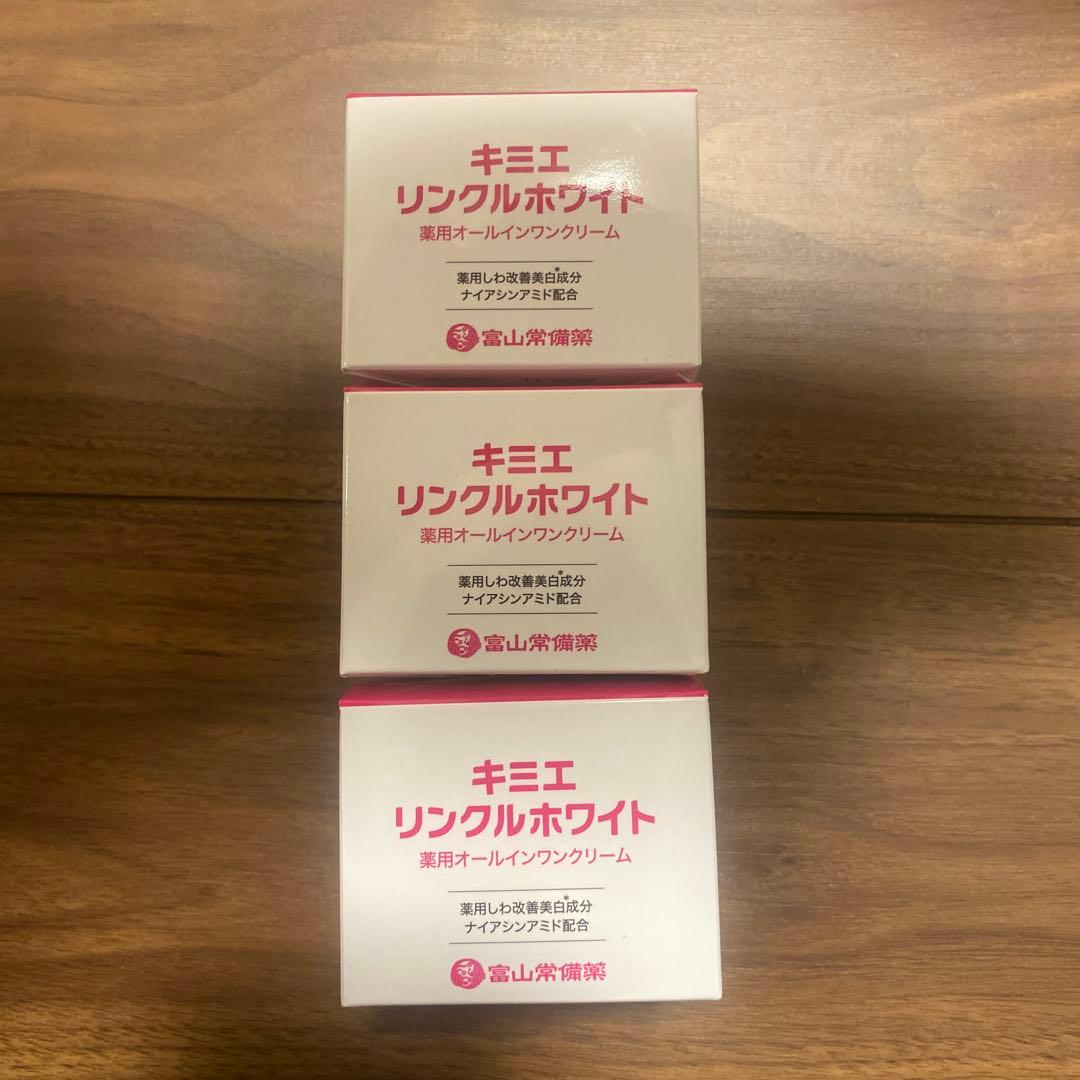 キミエ
リンクルホワイト
薬用オールインワンクリーム
薬用しわ改善美白*成分
ナイアシンアミド配合
富山常備薬
キミエ
リンクルホワイト
薬用オールインワンクリーム
薬用しわ改善美白*成分
ナイアシンアミド配合
富山常備薬
キミエ
リンクルホワイト
薬用オールインワンクリーム
薬用しわ改善美白*成分
ナイアシンアミド配合
富山常備薬